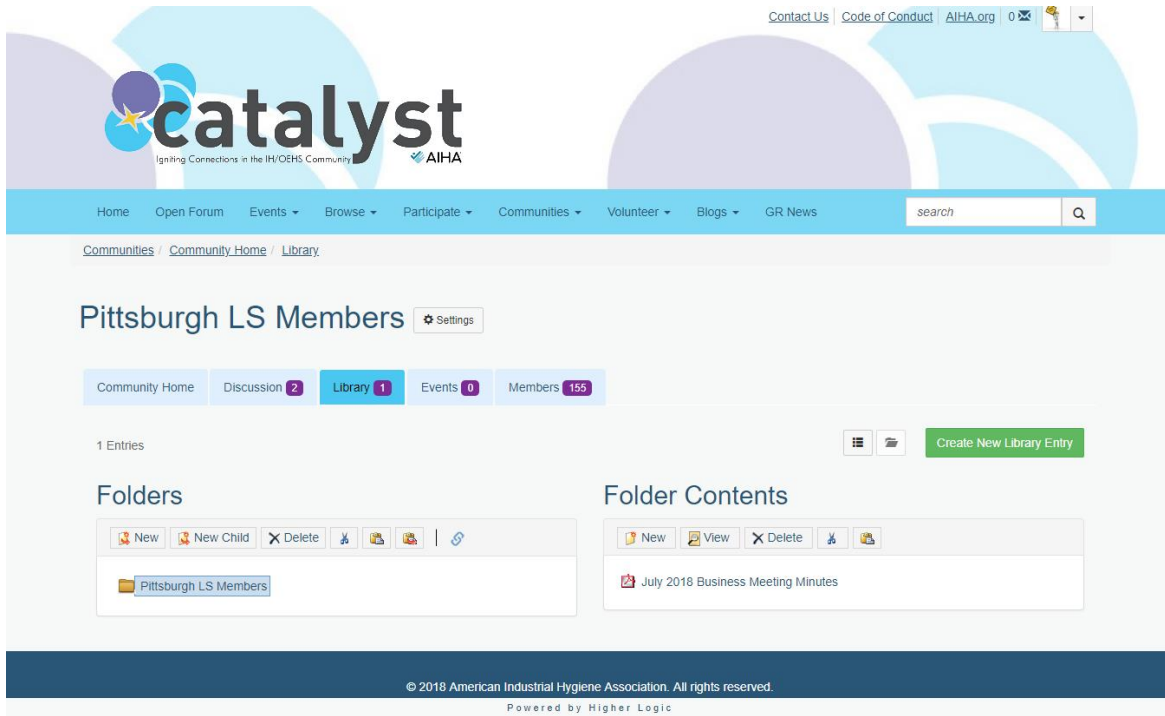 Contact Us Code of Conduct AIHA.org 0
catalyst
Igniting Connections in the IH/OEHS Community AIHA
Home Open Forum Events Browse Participate Communities Volunteer Blogs GR News search
Communities / Community Home / Library
Pittsburgh LS Members Settings
Community Home Discussion 2 Library 1 Events 0 Members 155
1 Entries Create New Library Entry
Folders Folder Contents
New New Child Delete New View Delete
Pittsburgh LS Members July 2018 Business Meeting Minutes
© 2018 American Industrial Hygiene Association. All rights reserved.
Powered by Higher Logic